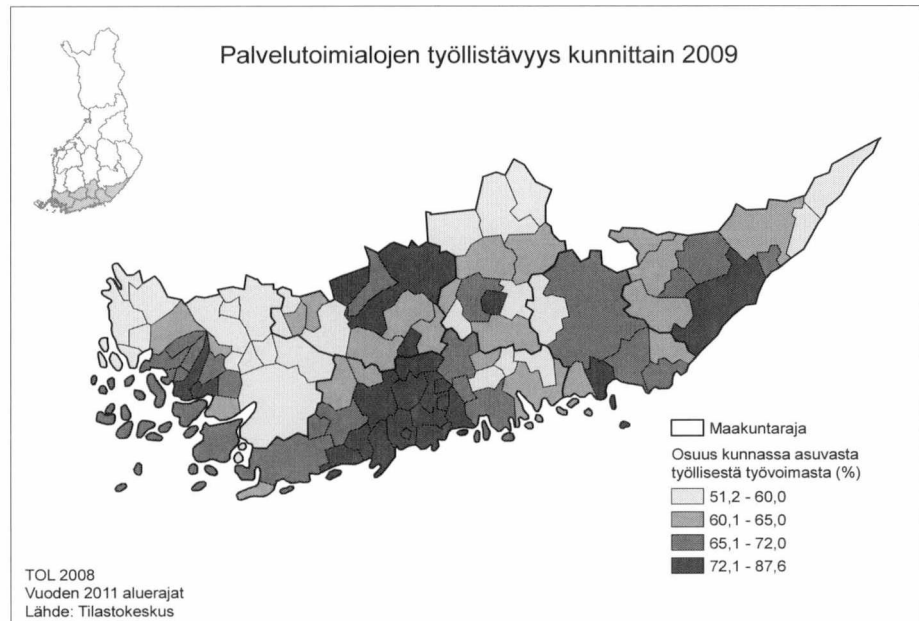 Palvelutoimialojen työllistävyys kunnittain 2009
Maakuntaraja
Osuus kunnassa asuvasta
työllisestä työvoimasta (%)
51,2 - 60,0
60,1 - 65,0
65,1 - 72,0
72,1 - 87,6
TOL 2008
Vuoden 2011 aluerajat
Lähde: Tilastokeskus